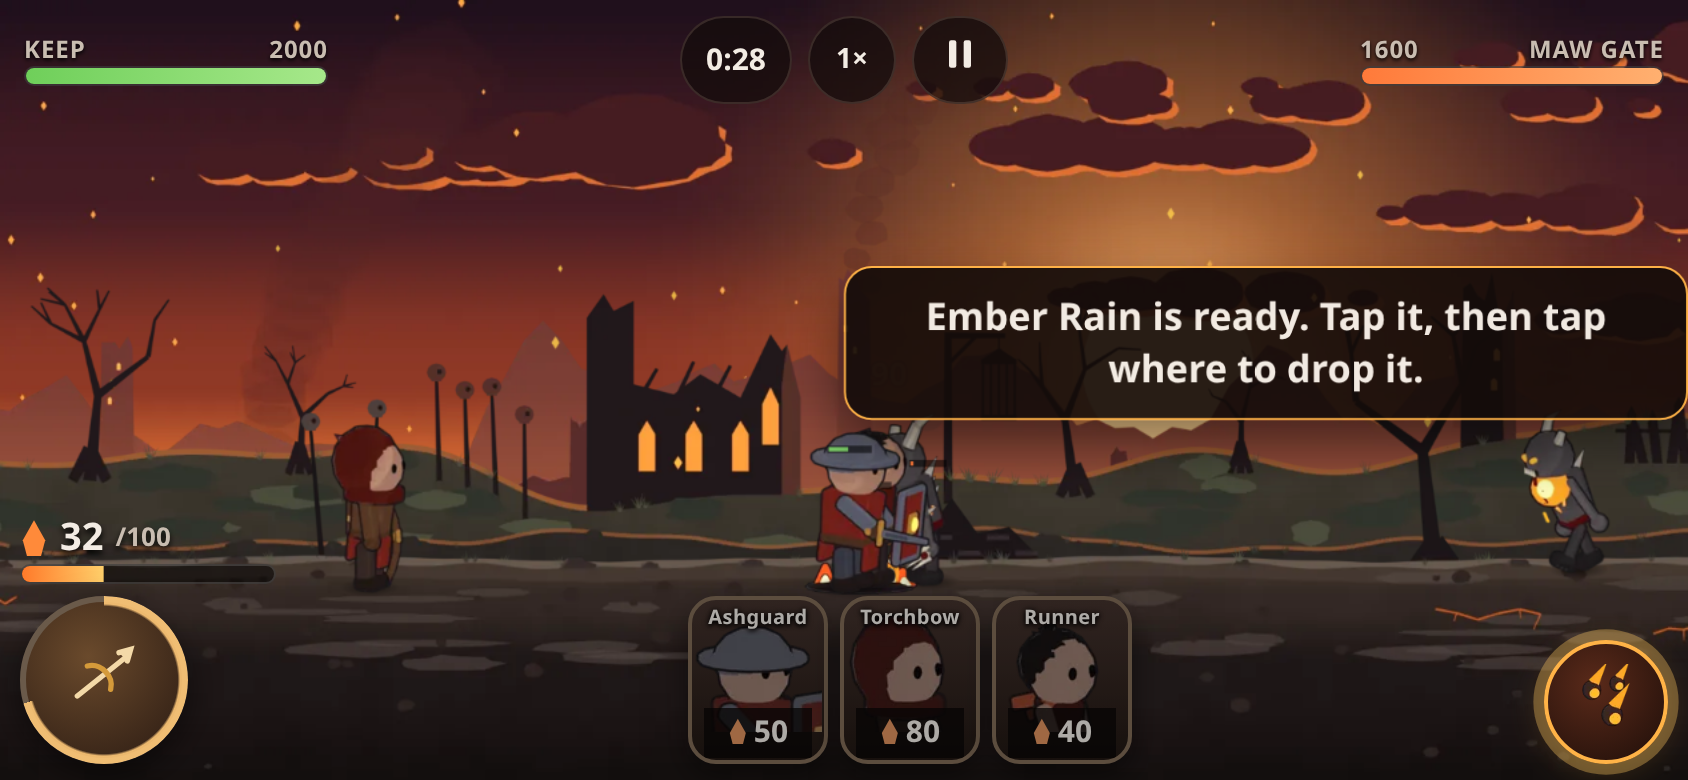 KEEP 2000
0:28
1×
1600 MAW GATE
Ember Rain is ready. Tap it, then tap
where to drop it.
32 /100
Ashguard
50
Torchbow
80
Runner
40